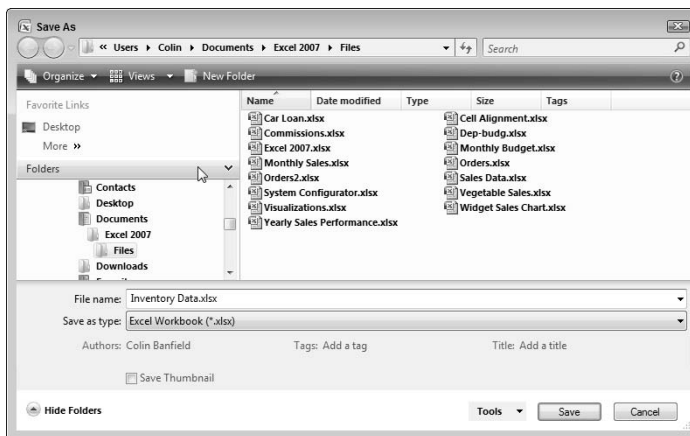 Save As
« Users ▸ Colin ▸ Documents ▸ Excel 2007 ▸ Files Search
Organize Views New Folder
Favorite Links
Desktop
More »
Folders
Contacts
Desktop
Documents
Excel 2007
Files
Downloads
Name Date modified Type Size Tags
Car Loan.xlsx Cell Alignment.xlsx
Commissions.xlsx Dep-budg.xlsx
Excel 2007.xlsx Monthly Budget.xlsx
Monthly Sales.xlsx Orders.xlsx
Orders2.xlsx Sales Data.xlsx
System Configurator.xlsx Vegetable Sales.xlsx
Visualizations.xlsx Widget Sales Chart.xlsx
Yearly Sales Performance.xlsx
File name: Inventory Data.xlsx
Save as type: Excel Workbook (*.xlsx)
Authors: Colin Banfield Tags: Add a tag Title: Add a title
Save Thumbnail
Hide Folders Tools Save Cancel